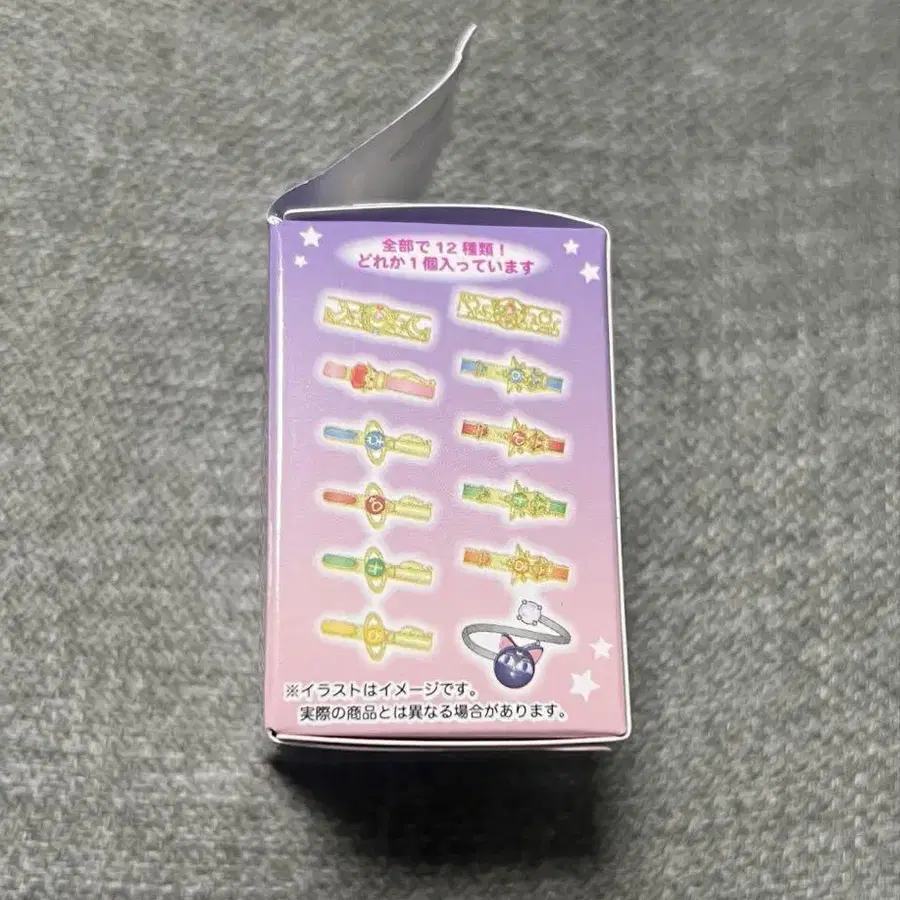 全部で12種類！
どれか1個入っています
※イラストはイメージです。
実際の商品とは異なる場合があります。